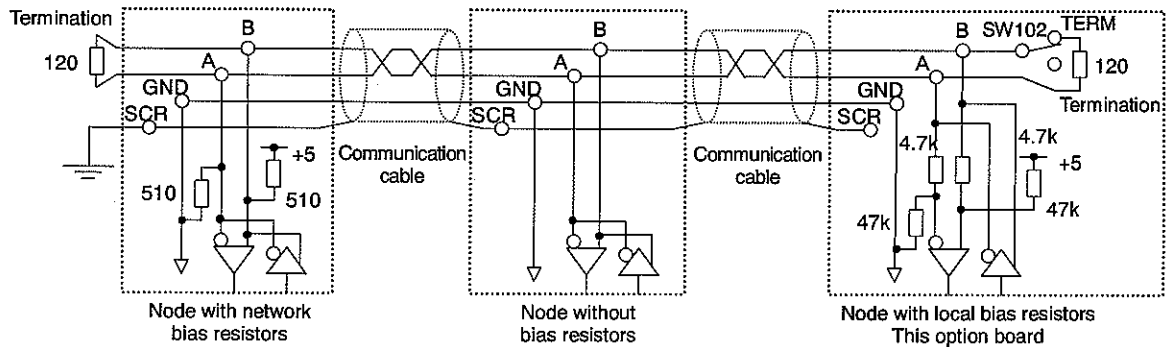 Termination
120
B
A
GND
SCR
+5
510
510
Node with network
bias resistors
Communication
cable
B
A
GND
SCR
Node without
bias resistors
Communication
cable
B
SW102
TERM
A
120
GND
Termination
SCR
4.7k
4.7k
+5
47k
47k
Node with local bias resistors
This option board